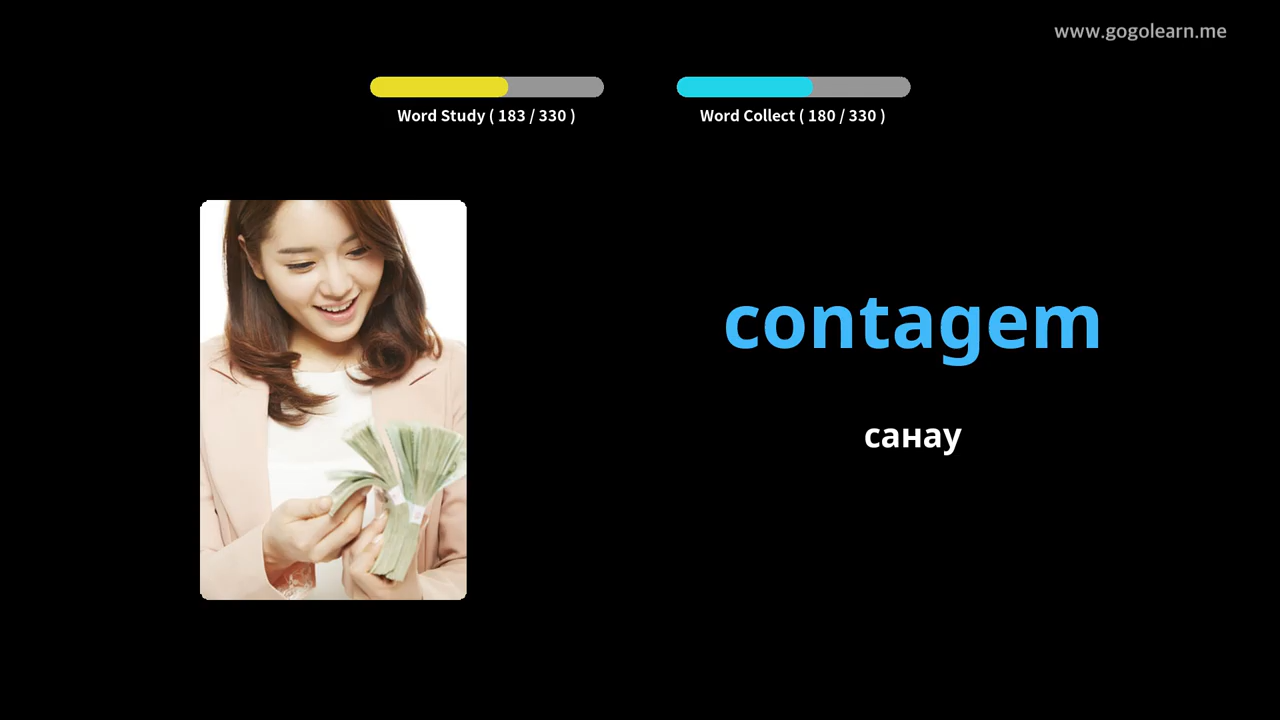 www.gogolearn.me
Word Study ( 183 / 330 )
Word Collect ( 180 / 330 )
contagem
санау